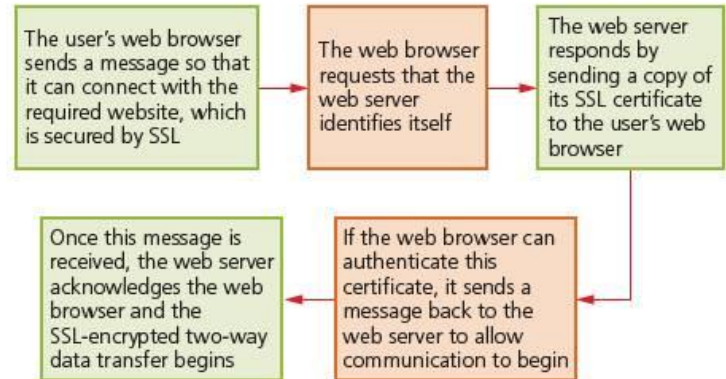 The user's web browser
sends a message so that
it can connect with the
required website, which
is secured by SSL
The web browser
requests that the
web server
identifies itself
The web server
responds by
sending a copy of
its SSL certificate
to the user's web
browser
If the web browser can
authenticate this
certificate, it sends a
message back to the
web server to allow
communication to begin
Once this message is
received, the web server
acknowledges the web
browser and the
SSL-encrypted two-way
data transfer begins